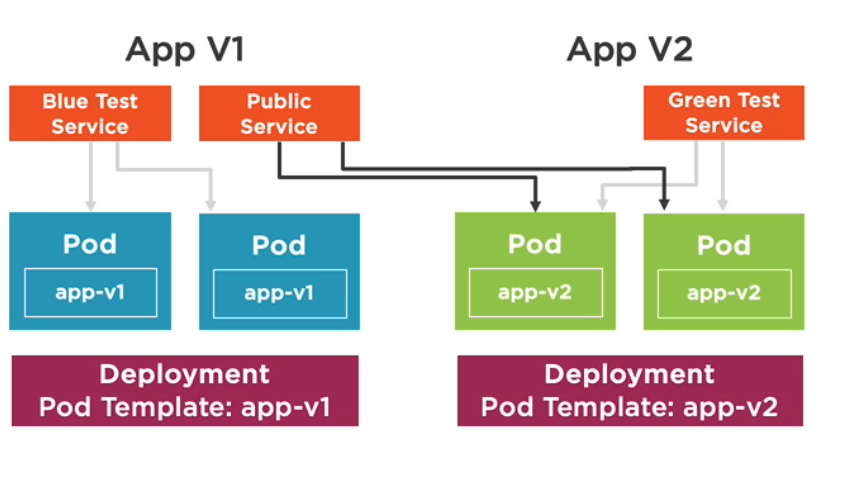 App V1
App V2
Blue Test
Service
Public
Service
Green Test
Service
Pod
app-v1
Pod
app-v1
Pod
app-v2
Pod
app-v2
Deployment
Pod Template: app-v1
Deployment
Pod Template: app-v2